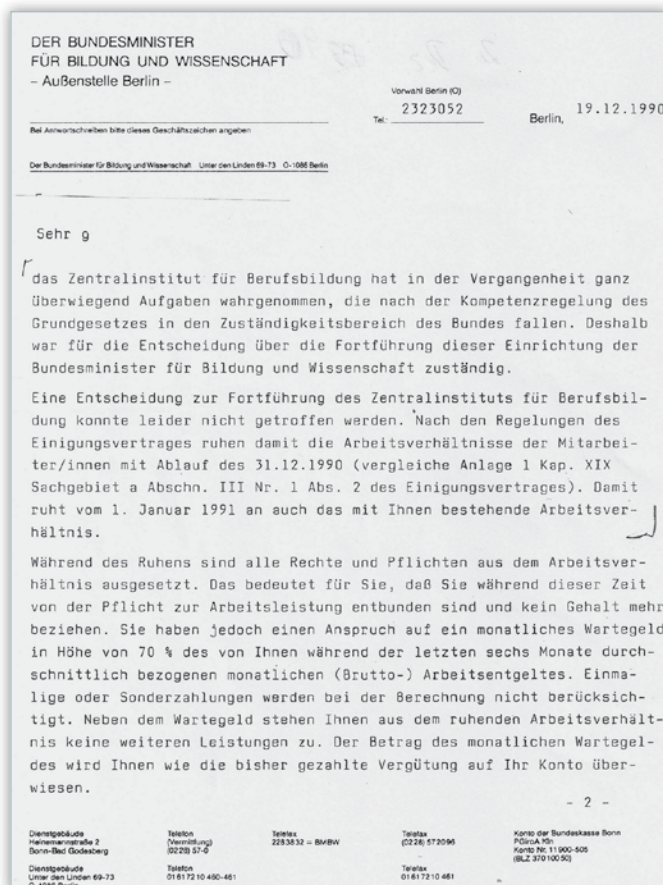 DER BUNDESMINISTER
FÜR BILDUNG UND WISSENSCHAFT
– Außenstelle Berlin –
Vorwahl Berlin (O)
Tel.: 2323052
Berlin, 19.12.1990
Bei Antwortschreiben bitte dieses Geschäftszeichen angeben
Der Bundesminister für Bildung und Wissenschaft Unter den Linden 69-73 O-1086 Berlin
Sehr g
das Zentralinstitut für Berufsbildung hat in der Vergangenheit ganz
überwiegend Aufgaben wahrgenommen, die nach der Kompetenzregelung des
Grundgesetzes in den Zuständigkeitsbereich des Bundes fallen. Deshalb
war für die Entscheidung über die Fortführung dieser Einrichtung der
Bundesminister für Bildung und Wissenschaft zuständig.
Eine Entscheidung zur Fortführung des Zentralinstituts für Berufsbil-
dung konnte leider nicht getroffen werden. Nach den Regelungen des
Einigungsvertrages ruhen damit die Arbeitsverhältnisse der Mitarbei-
ter/innen mit Ablauf des 31.12.1990 (vergleiche Anlage 1 Kap. XIX
Sachgebiet a Abschn. III Nr. 1 Abs. 2 des Einigungsvertrages). Damit
ruht vom 1. Januar 1991 an auch das mit Ihnen bestehende Arbeitsver-
hältnis.
Während des Ruhens sind alle Rechte und Pflichten aus dem Arbeitsver-
hältnis ausgesetzt. Das bedeutet für Sie, daß Sie während dieser Zeit
von der Pflicht zur Arbeitsleistung entbunden sind und kein Gehalt mehr
beziehen. Sie haben jedoch einen Anspruch auf ein monatliches Wartegeld
in Höhe von 70 % des von Ihnen während der letzten sechs Monate durch-
schnittlich bezogenen monatlichen (Brutto-) Arbeitsentgeltes. Einma-
lige oder Sonderzahlungen werden bei der Berechnung nicht berücksich-
tigt. Neben dem Wartegeld stehen Ihnen aus dem ruhenden Arbeitsverhält-
nis keine weiteren Leistungen zu. Der Betrag des monatlichen Wartegel-
des wird Ihnen wie die bisher gezahlte Vergütung auf Ihr Konto über-
wiesen.
- 2 -
Dienstgebäude
Heinemannstraße 2
Bonn-Bad Godesberg
Telefon
(Vermittlung)
(0228) 57-0
Telex
2283832 = BMBW
Telefax
(0228) 572096
Konto der Bundeskasse Bonn
PGiroA Kln
Konto Nr. 11900-505
(BLZ 37010050)
Dienstgebäude
Unter den Linden 69-73
O-1086 Berlin
Telefon
01617210 460-461
Telefax
01617210 461